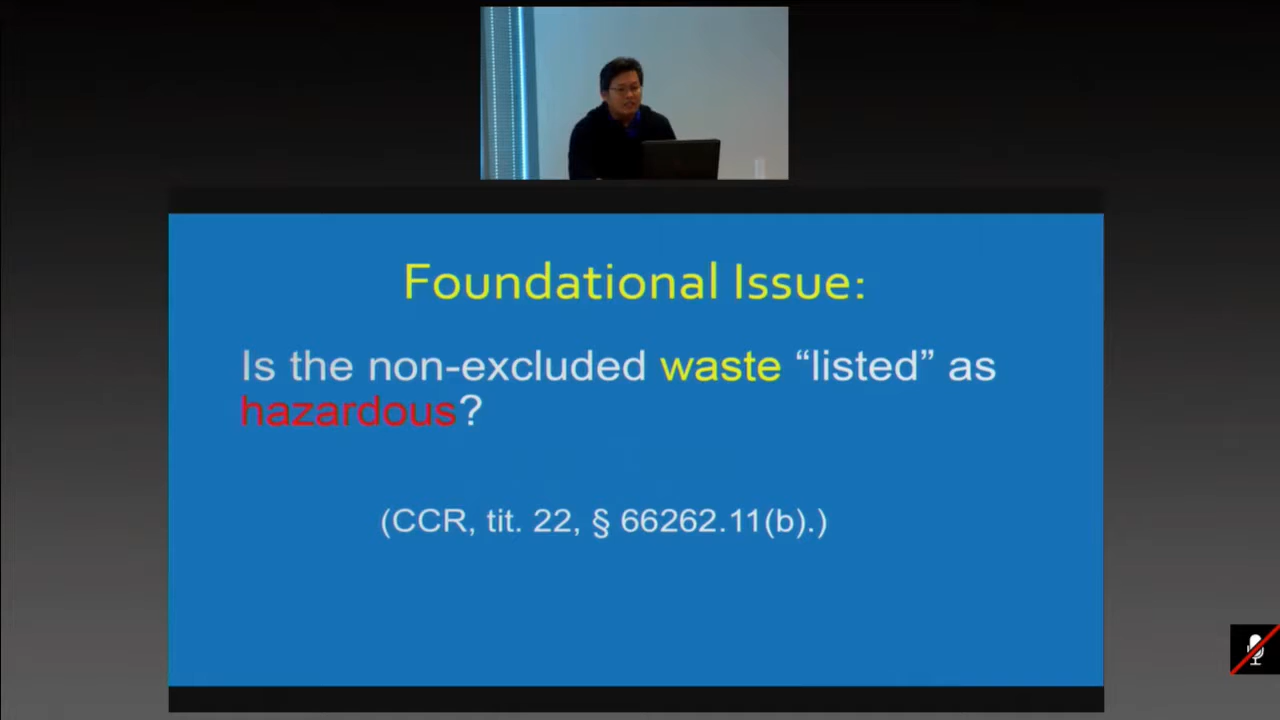 Foundational Issue:
Is the non-excluded waste “listed” as
hazardous?
(CCR, tit. 22, § 66262.11(b).)